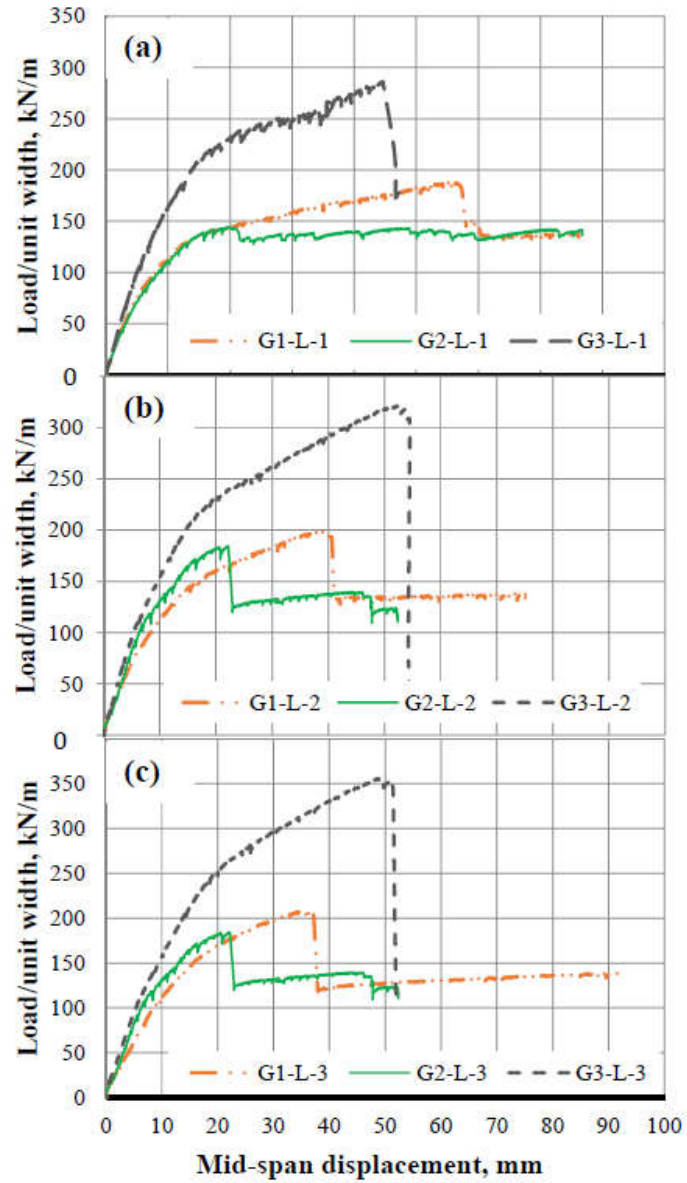 350
(a)
300
250
200
150
100
50
0
Load/unit width, kN/m
G1-L-1 G2-L-1 G3-L-1
(b)
300
250
200
150
100
50
0
Load/unit width, kN/m
G1-L-2 G2-L-2 G3-L-2
(c)
350
300
250
200
150
100
50
0
Load/unit width, kN/m
G1-L-3 G2-L-3 G3-L-3
0 10 20 30 40 50 60 70 80 90 100
Mid-span displacement, mm